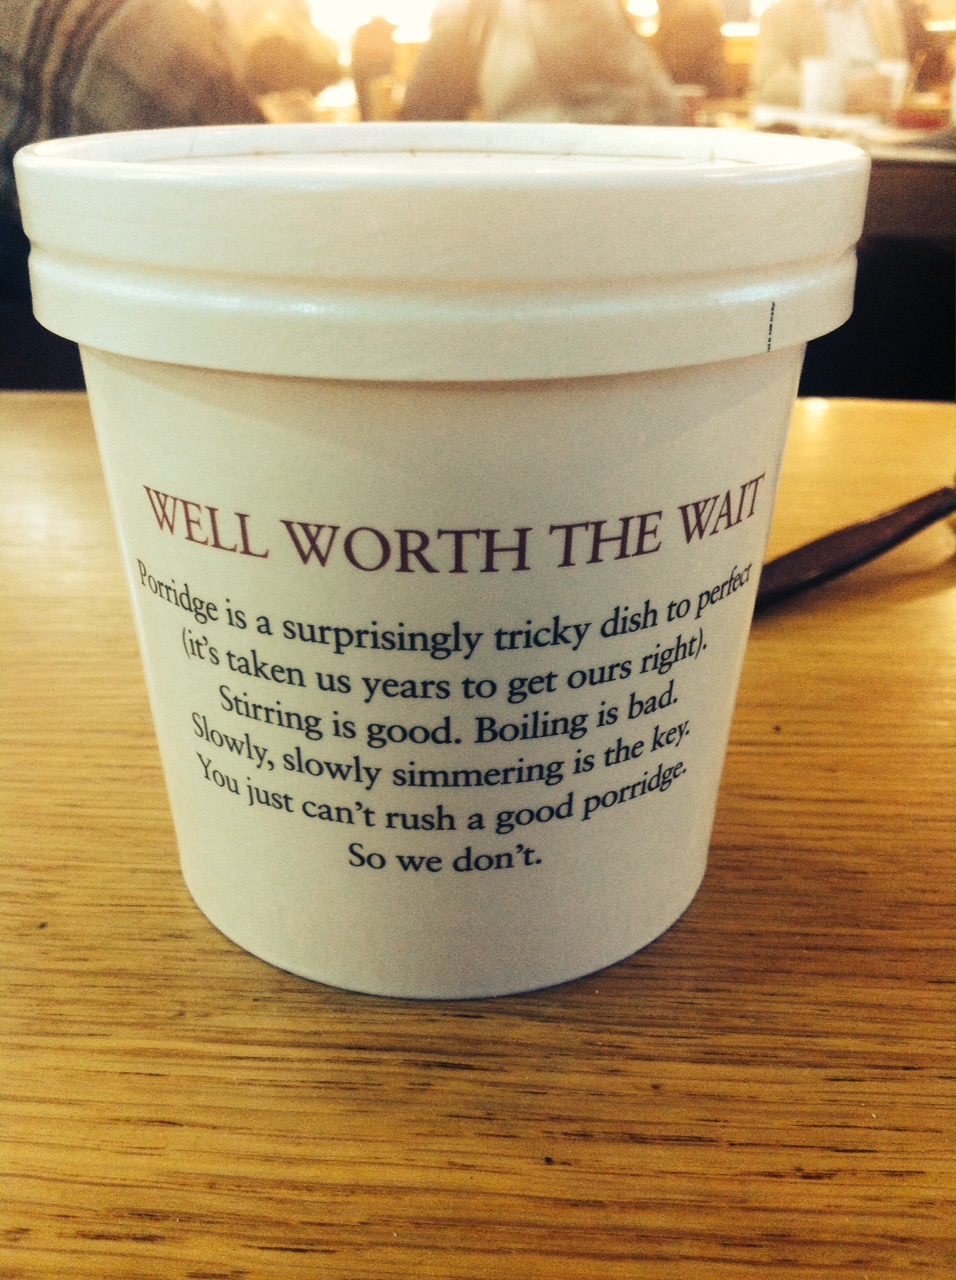 WELL WORTH THE WAIT
Porridge is a surprisingly tricky dish to perfect
(it's taken us years to get ours right).
Stirring is good. Boiling is bad.
Slowly, slowly simmering is the key.
You just can't rush a good porridge.
So we don't.